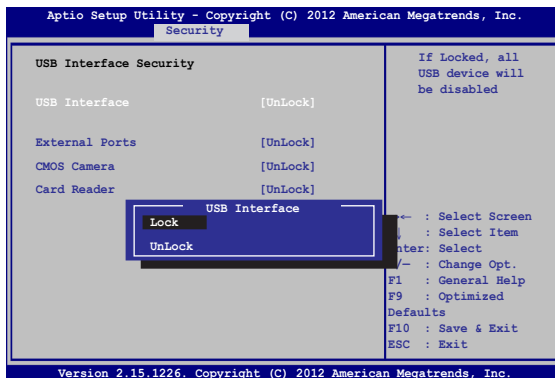 Aptio Setup Utility - Copyright (C) 2012 American Megatrends, Inc.
Security
USB Interface Security
USB Interface [UnLock]
External Ports [UnLock]
CMOS Camera [UnLock]
Card Reader [UnLock]
USB Interface
Lock
UnLock
If Locked, all
USB device will
be disabled
← : Select Screen
: Select Item
nter: Select
/— : Change Opt.
F1 : General Help
F9 : Optimized
Defaults
F10 : Save & Exit
ESC : Exit
Version 2.15.1226. Copyright (C) 2012 American Megatrends, Inc.